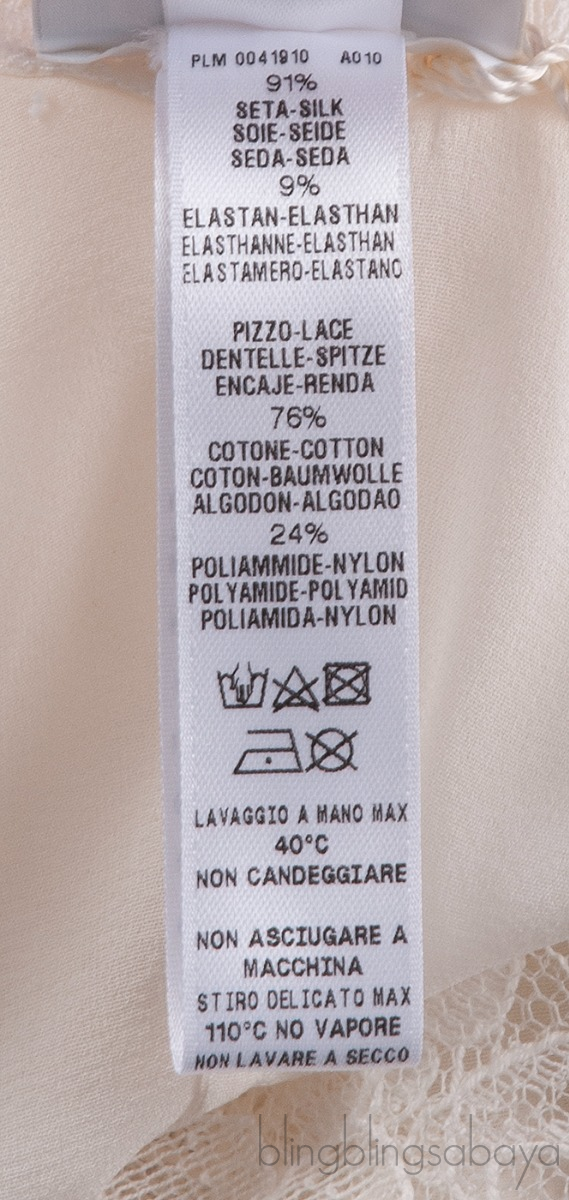 PLM 0041910 A010
91%
SETA-SILK
SOIE-SEIDE
SEDA-SEDA
9%
ELASTAN-ELASTHAN
ELASTHANNE-ELASTHAN
ELASTAMERO-ELASTANO
PIZZO-LACE
DENTELLE-SPITZE
ENCAJE-RENDA
76%
COTONE-COTTON
COTON-BAUMWOLLE
ALGODON-ALGODAO
24%
POLIAMMIDE-NYLON
POLYAMIDE-POLYAMID
POLIAMIDA-NYLON
LAVAGGIO A MANO MAX
40°C
NON CANDEGGIARE
NON ASCIUGARE A
MACCHINA
STIRO DELICATO MAX
110°C NO VAPORE
NON LAVARE A SECCO
blingblingsabaya